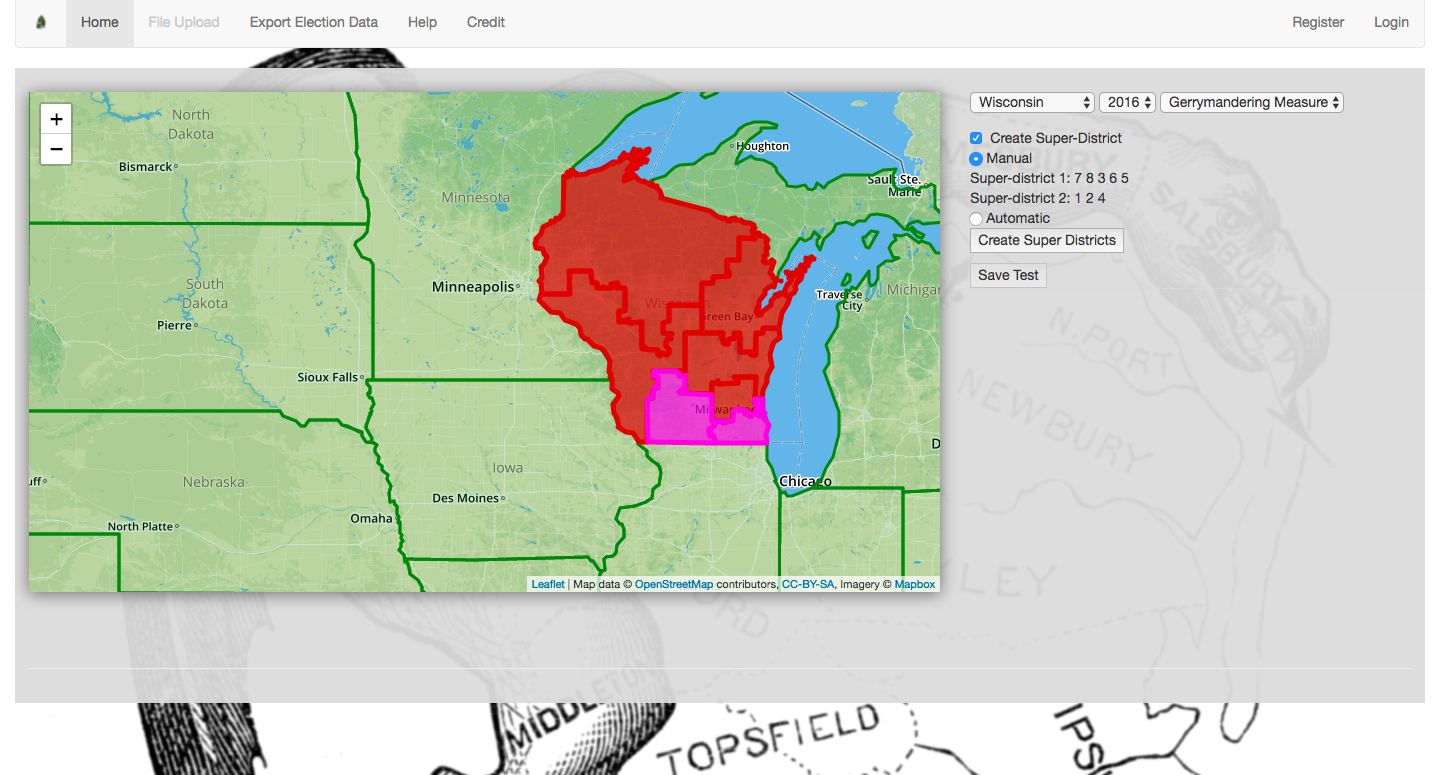 Home File Upload Export Election Data Help Credit Register Login
Wisconsin 2016 Gerrymandering Measure
Create Super-District
Manual
Super-district 1: 7 8 3 6 5
Super-district 2: 1 2 4
Automatic
Create Super Districts
Save Test
+
−
North
Dakota
Bismarck
Minnesota
Houghton
Sault Ste.
Marie
South
Dakota
Minneapolis
Pierre
Wisconsin
Green Bay
Traverse
City
Michigan
Sioux Falls
Milwaukee
Iowa
Nebraska
Des Moines
Chicago
D
uff
North Platte
Omaha
Leaflet | Map data © OpenStreetMap contributors, CC-BY-SA, Imagery © Mapbox
SALISBURY
N. PORT
NEWBURY
MIDDLETON
TOPSFIELD
IPS